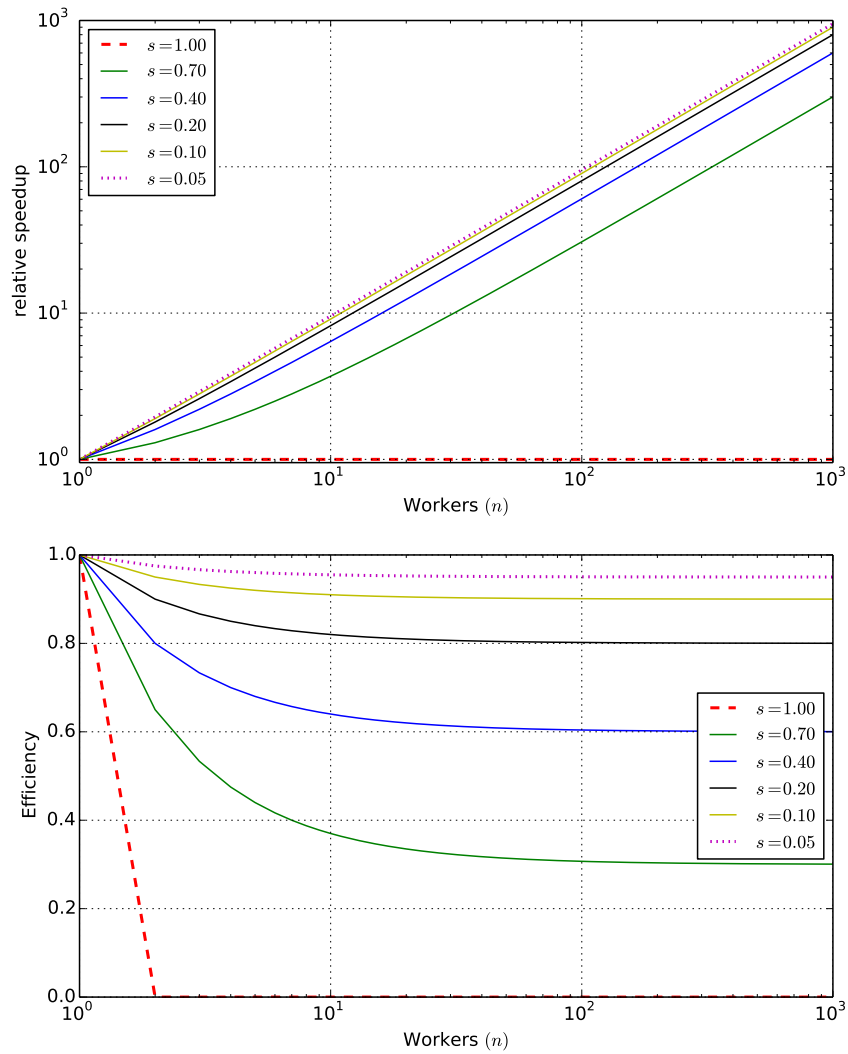 10^3
10^2
10^1
10^0
relative speedup
s = 1.00
s = 0.70
s = 0.40
s = 0.20
s = 0.10
s = 0.05
10^0 10^1 10^2 10^3
Workers (n)
1.0
0.8
0.6
0.4
0.2
0.0
Efficiency
s = 1.00
s = 0.70
s = 0.40
s = 0.20
s = 0.10
s = 0.05
10^0 10^1 10^2 10^3
Workers (n)